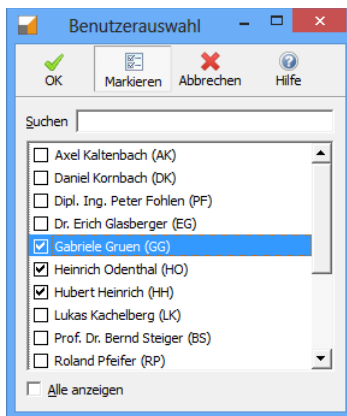 Benutzerauswahl
OK Markieren Abbrechen Hilfe
Suchen
Axel Kaltenbach (AK)
Daniel Kornbach (DK)
Dipl. Ing. Peter Fohlen (PF)
Dr. Erich Glasberger (EG)
Gabriele Gruen (GG)
Heinrich Odenthal (HO)
Hubert Heinrich (HH)
Lukas Kachelberg (LK)
Prof. Dr. Bernd Steiger (BS)
Roland Pfeifer (RP)
Alle anzeigen